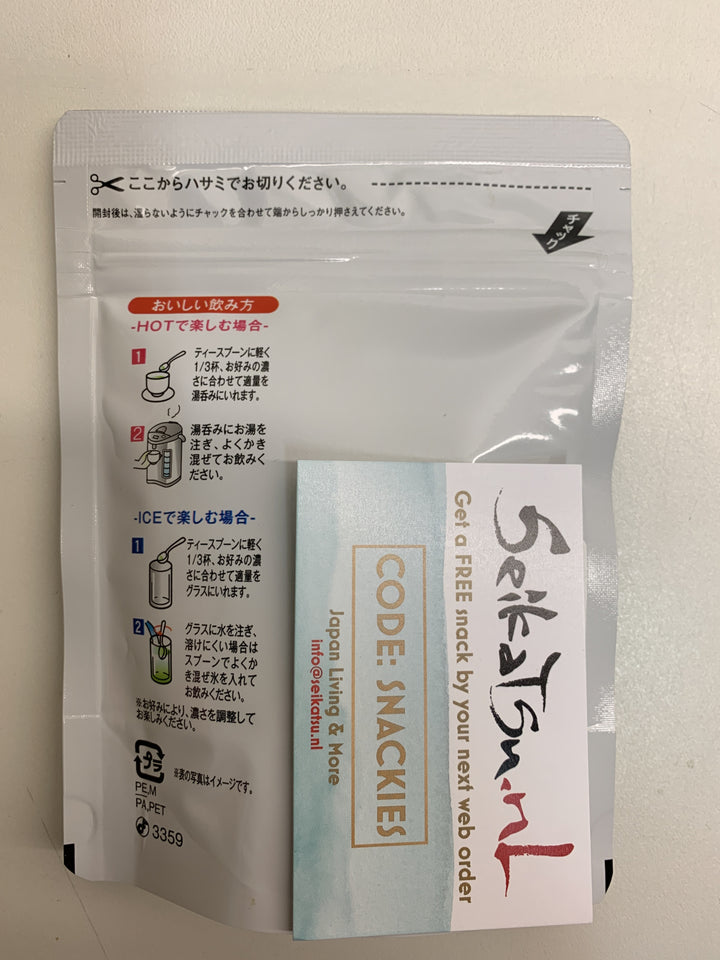 ここからハサミでお切りください。
開封後は、湿らないようにチャックを合わせて端からしっかり押さえてください。
チャック
おいしい飲み方
-HOTで楽しむ場合-
1
ティースプーンに軽く
1/3杯、お好みの濃
さに合わせて適量を
湯呑みにいれます。
2
湯呑みにお湯を
注ぎ、よくかき
混ぜてお飲みく
ださい。
-ICEで楽しむ場合-
1
ティースプーンに軽く
1/3杯、お好みの濃
さに合わせて適量を
グラスにいれます。
2
グラスに水を注ぎ、
溶けにくい場合は
スプーンでよくか
き混ぜ氷を入れて
お飲みください。
※お好みにより、濃さを調整して
お楽しみください。
プラ
※表の写真はイメージです。
PE,M
PA,PET
3359
Seikatsu.nl
Get a FREE snack by your next web order
CODE: SNACKIES
Japan Living & More
info@seikatsu.nl